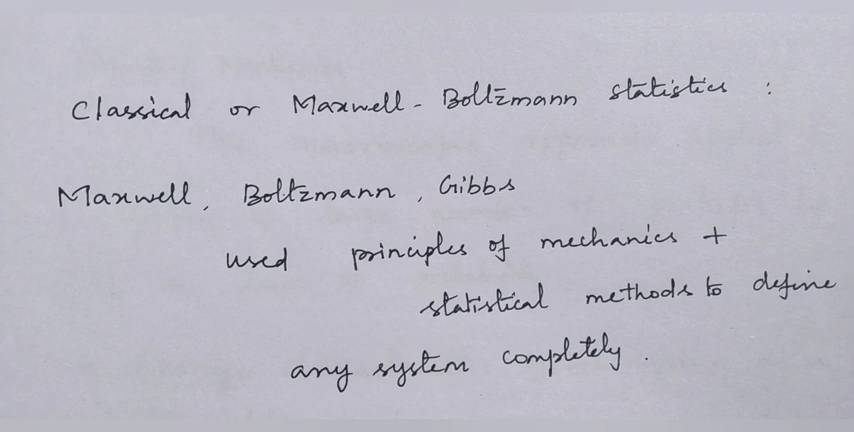 Classical or Maxwell - Boltzmann statistics :
Maxwell, Boltzmann, Gibbs
used principles of mechanics +
statistical methods to define
any system completely.